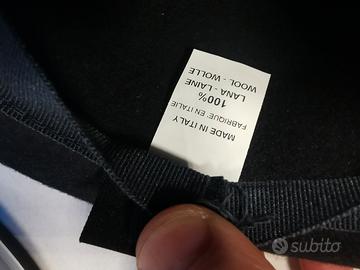 MADE IN ITALY
FABRIQUE: EN ITALIE
100%
LANA - LAINE
WOOL - WOLLE
subito